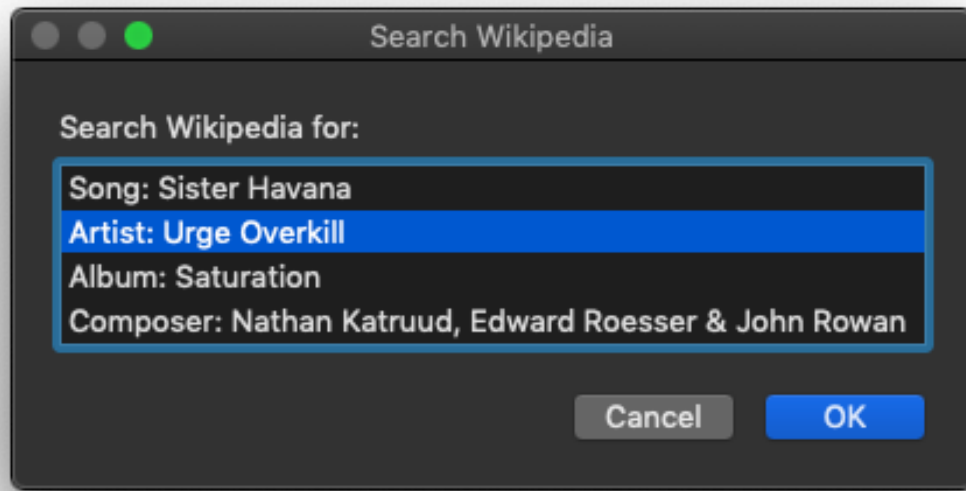 Search Wikipedia
Search Wikipedia for:
Song: Sister Havana
Artist: Urge Overkill
Album: Saturation
Composer: Nathan Katruud, Edward Roesser & John Rowan
Cancel
OK